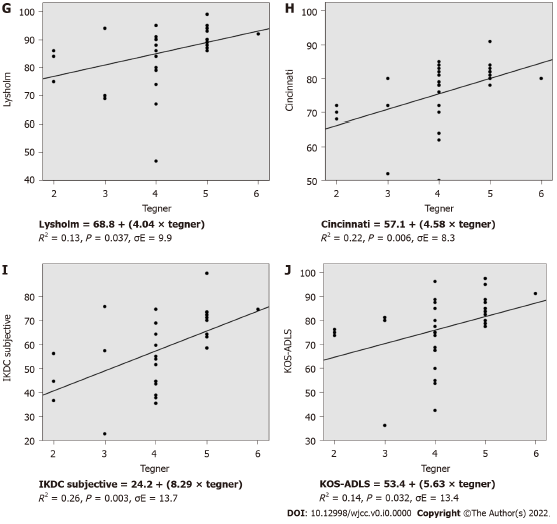 G
H
Lysholm
100
90
80
70
60
50
40
2 3 4 5 6
Tegner
Lysholm = 68.8 + (4.04 × tegner)
R² = 0.13, P = 0.037, σE = 9.9
Cincinnati
100
90
80
70
60
50
2 3 4 5 6
Tegner
Cincinnati = 57.1 + (4.58 × tegner)
R² = 0.22, P = 0.006, σE = 8.3
I
J
IKDC subjective
80
70
60
50
40
30
20
2 3 4 5 6
Tegner
IKDC subjective = 24.2 + (8.29 × tegner)
R² = 0.26, P = 0.003, σE = 13.7
KOS-ADLS
100
90
80
70
60
50
40
30
2 3 4 5 6
Tegner
KOS-ADLS = 53.4 + (5.63 × tegner)
R² = 0.14, P = 0.032, σE = 13.4
DOI: 10.12998/wjcc.v0.i0.0000 Copyright ©The Author(s) 2022.